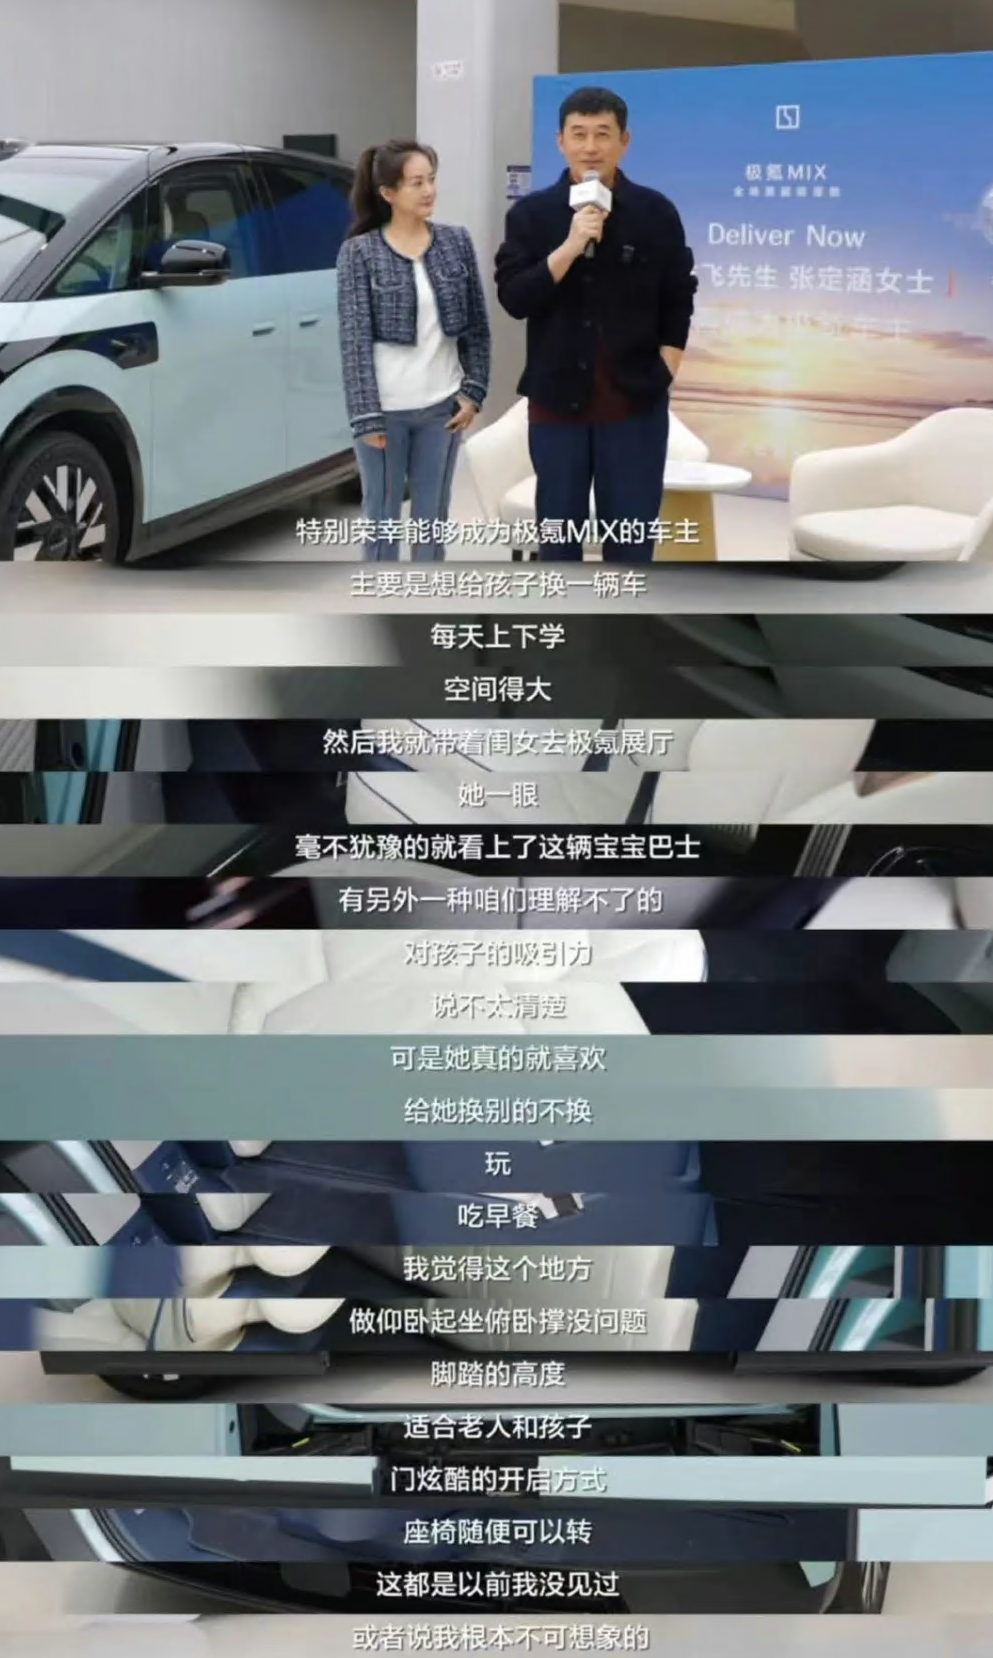 极氪MIX
Deliver Now
飞先生 张定涵女士
特别荣幸能够成为极氪MIX的车主
主要是想给孩子换一辆车
每天上下学
空间得大
然后我就带着闺女去极氪展厅
她一眼
毫不犹豫的就看上了这辆宝宝巴士
有另外一种咱们理解不了的
对孩子的吸引力
说不太清楚
可是她真的就喜欢
给她换别的不换
玩
吃早餐
我觉得这个地方
做仰卧起坐俯卧撑没问题
脚踏的高度
适合老人和孩子
门炫酷的开启方式
座椅随便可以转
这都是以前我没见过
或者说我根本不可想象的